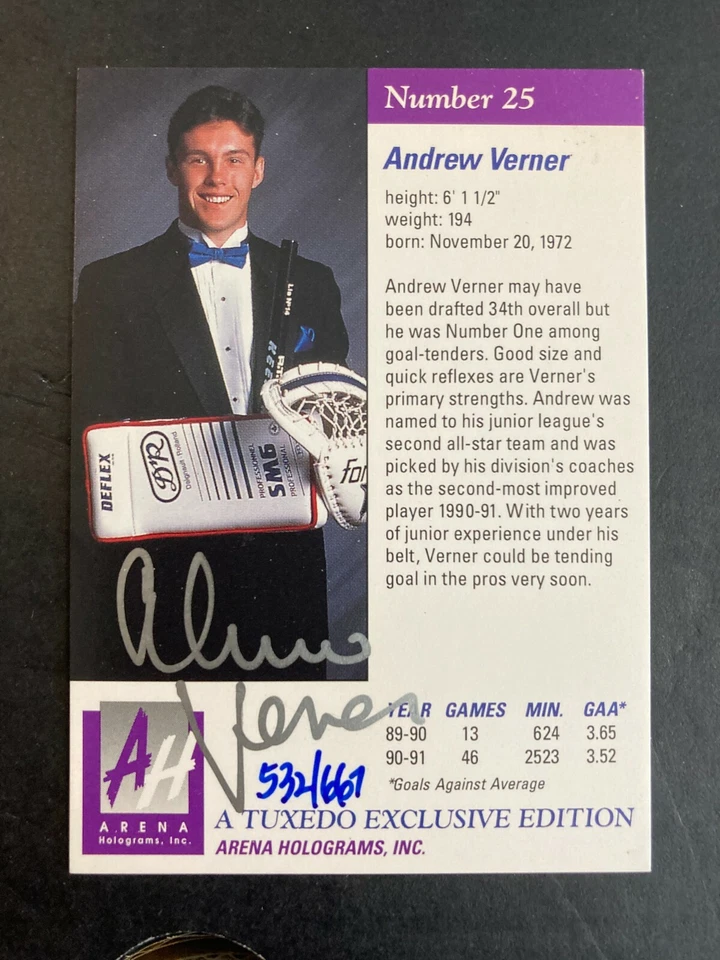 Number 25
Andrew Verner
height: 6' 1 1/2"
weight: 194
born: November 20, 1972
Andrew Verner may have
been drafted 34th overall but
he was Number One among
goal-tenders. Good size and
quick reflexes are Verner's
primary strengths. Andrew was
named to his junior league's
second all-star team and was
picked by his division's coaches
as the second-most improved
player 1990-91. With two years
of junior experience under his
belt, Verner could be tending
goal in the pros very soon.
DEFLEX
D&R
PROFESSIONNEL
SMG
PROFESSIONAL
Verner
YEAR GAMES MIN. GAA*
89-90 13 624 3.65
90-91 46 2523 3.52
*Goals Against Average
532/667
AH
ARENA
Holograms, Inc.
A TUXEDO EXCLUSIVE EDITION
ARENA HOLOGRAMS, INC.